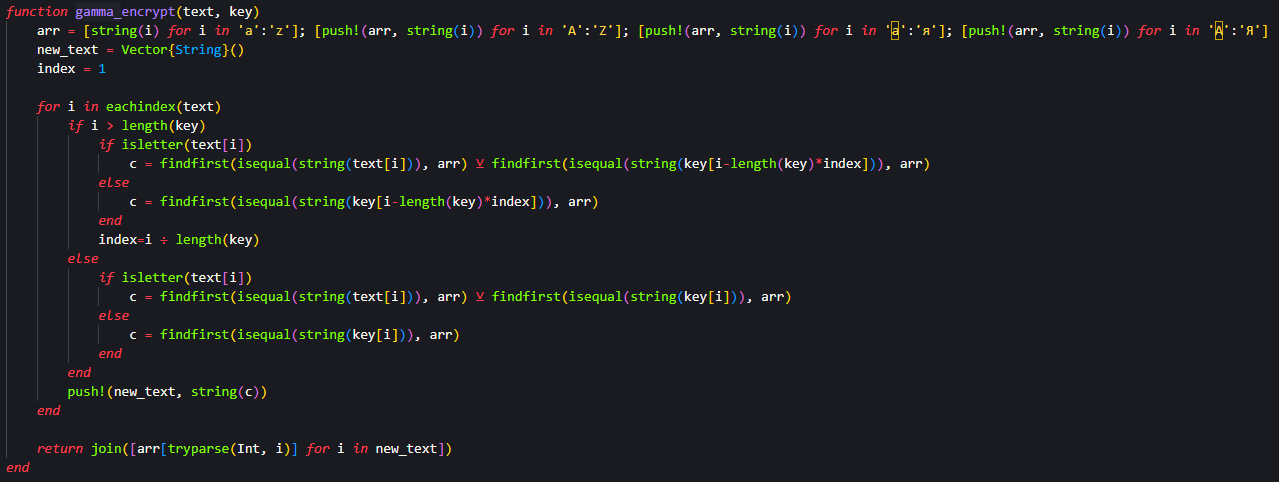 function gamma_encrypt(text, key)
    arr = [string(i) for i in 'a':'z']; [push!(arr, string(i)) for i in 'A':'Z']; [push!(arr, string(i)) for i in 'а':'я']; [push!(arr, string(i)) for i in 'А':'Я']
    new_text = Vector{String}()
    index = 1

    for i in eachindex(text)
        if i > length(key)
            if isletter(text[i])
                c = findfirst(isequal(string(text[i])), arr) ⊻ findfirst(isequal(string(key[i-length(key)*index])), arr)
            else
                c = findfirst(isequal(string(key[i-length(key)*index])), arr)
            end
            index=i ÷ length(key)
        else
            if isletter(text[i])
                c = findfirst(isequal(string(text[i])), arr) ⊻ findfirst(isequal(string(key[i])), arr)
            else
                c = findfirst(isequal(string(key[i])), arr)
            end
        end
        push!(new_text, string(c))
    end

    return join([arr[tryparse(Int, i)] for i in new_text])
end